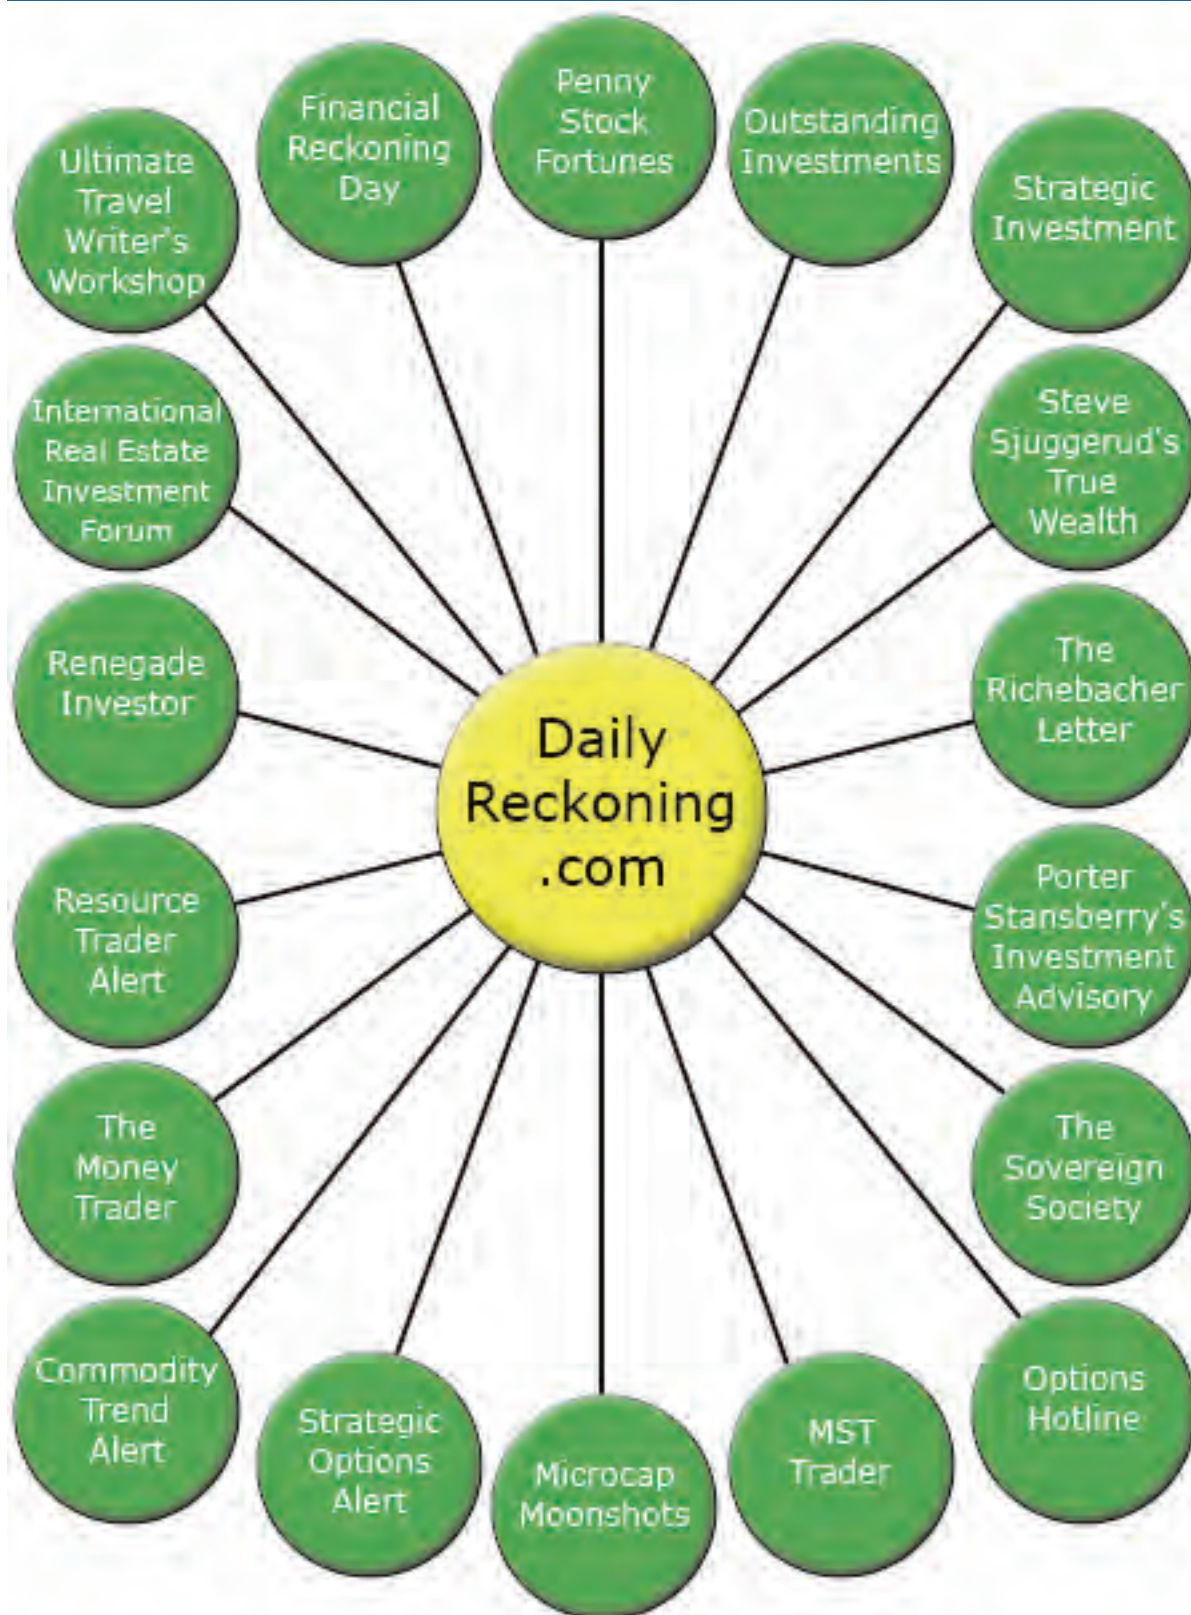 Penny
Stock
Fortunes
Financial
Reckoning
Day
Outstanding
Investments
Ultimate
Travel
Writer's
Workshop
Strategic
Investment
International
Real Estate
Investment
Forum
Steve
Sjuggerud's
True
Wealth
Renegade
Investor
The
Richebacher
Letter
Daily
Reckoning
.com
Resource
Trader
Alert
Porter
Stansberry's
Investment
Advisory
The
Money
Trader
The
Sovereign
Society
Commodity
Trend
Alert
Options
Hotline
Strategic
Options
Alert
MST
Trader
Microcap
Moonshots